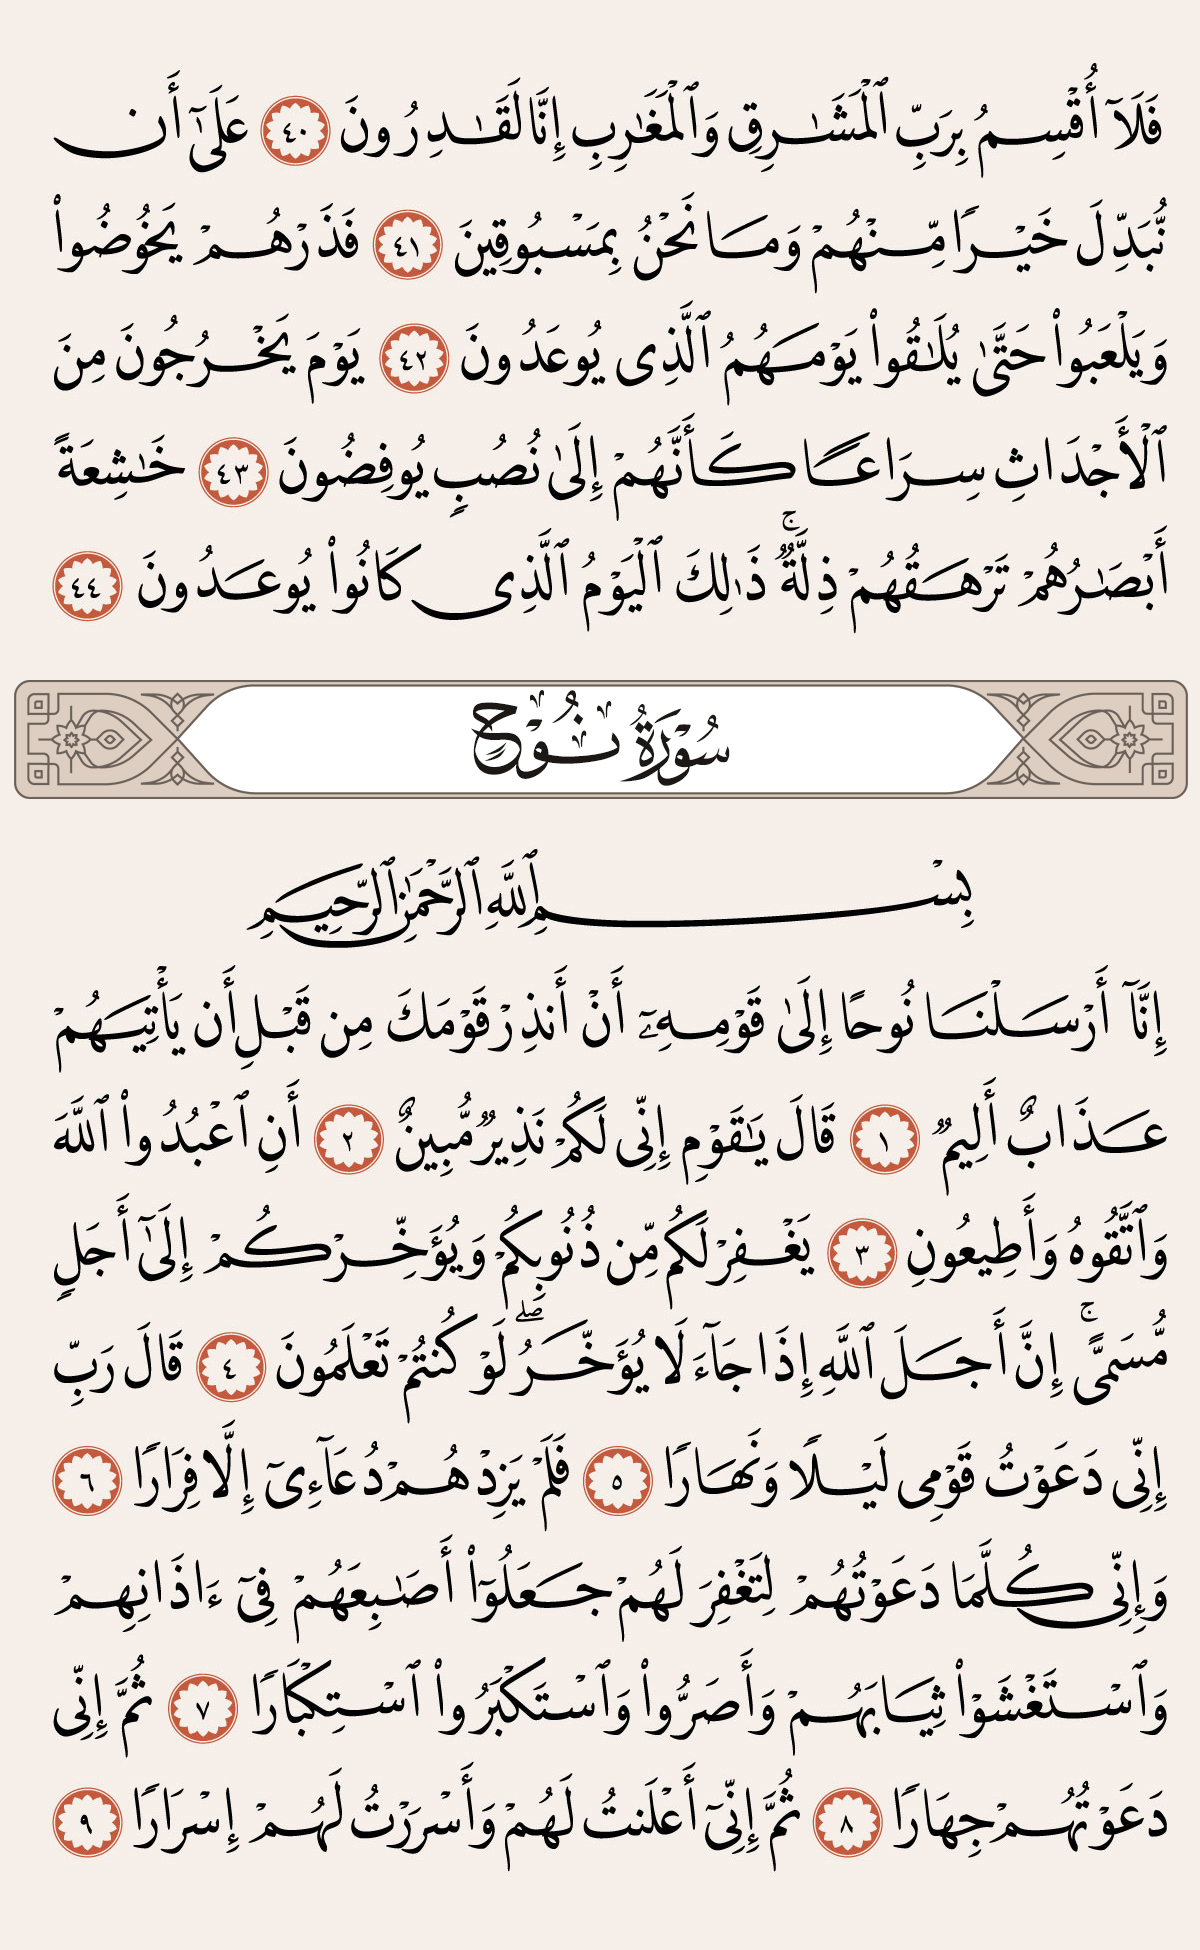 فَلَآ أُقْسِمُ بِرَبِّ ٱلْمَشَـٰرِقِ وَٱلْمَغَـٰرِبِ إِنَّا لَقَـٰدِرُونَ ٤٠ عَلَىٰٓ أَن
نُّبَدِّلَ خَيْرًا مِّنْهُمْ وَمَا نَحْنُ بِمَسْبُوقِينَ ٤١ فَذَرْهُمْ يَخُوضُوا۟
وَيَلْعَبُوا۟ حَتَّىٰ يُلَـٰقُوا۟ يَوْمَهُمُ ٱلَّذِى يُوعَدُونَ ٤٢ يَوْمَ يَخْرُجُونَ مِنَ
ٱلْأَجْدَاثِ سِرَاعًا كَأَنَّهُمْ إِلَىٰ نُصُبٍ يُوفِضُونَ ٤٣ خَـٰشِعَةً
أَبْصَـٰرُهُمْ تَرْهَقُهُمْ ذِلَّةٌ ۚ ذَٰلِكَ ٱلْيَوْمُ ٱلَّذِى كَانُوا۟ يُوعَدُونَ ٤٤
سُورَةُ نُوحٍ
بِسْمِ ٱللَّهِ ٱلرَّحْمَـٰنِ ٱلرَّحِيمِ
إِنَّآ أَرْسَلْنَا نُوحًا إِلَىٰ قَوْمِهِۦٓ أَنْ أَنذِرْ قَوْمَكَ مِن قَبْلِ أَن يَأْتِيَهُمْ
عَذَابٌ أَلِيمٌ ١ قَالَ يَـٰقَوْمِ إِنِّى لَكُمْ نَذِيرٌ مُّبِينٌ ٢ أَنِ ٱعْبُدُوا۟ ٱللَّهَ
وَٱتَّقُوهُ وَأَطِيعُونِ ٣ يَغْفِرْ لَكُم مِّن ذُنُوبِكُمْ وَيُؤَخِّرْكُمْ إِلَىٰٓ أَجَلٍ
مُّسَمًّى ۚ إِنَّ أَجَلَ ٱللَّهِ إِذَا جَآءَ لَا يُؤَخَّرُ ۖ لَوْ كُنتُمْ تَعْلَمُونَ ٤ قَالَ رَبِّ
إِنِّى دَعَوْتُ قَوْمِى لَيْلًا وَنَهَارًا ٥ فَلَمْ يَزِدْهُمْ دُعَآءِىٓ إِلَّا فِرَارًا ٦
وَإِنِّى كُلَّمَا دَعَوْتُهُمْ لِتَغْفِرَ لَهُمْ جَعَلُوٓا۟ أَصَـٰبِعَهُمْ فِىٓ ءَاذَانِهِمْ
وَٱسْتَغْشَوْا۟ ثِيَابَهُمْ وَأَصَرُّوا۟ وَٱسْتَكْبَرُوا۟ ٱسْتِكْبَارًا ٧ ثُمَّ إِنِّى
دَعَوْتُهُمْ جِهَارًا ٨ ثُمَّ إِنِّىٓ أَعْلَنتُ لَهُمْ وَأَسْرَرْتُ لَهُمْ إِسْرَارًا ٩